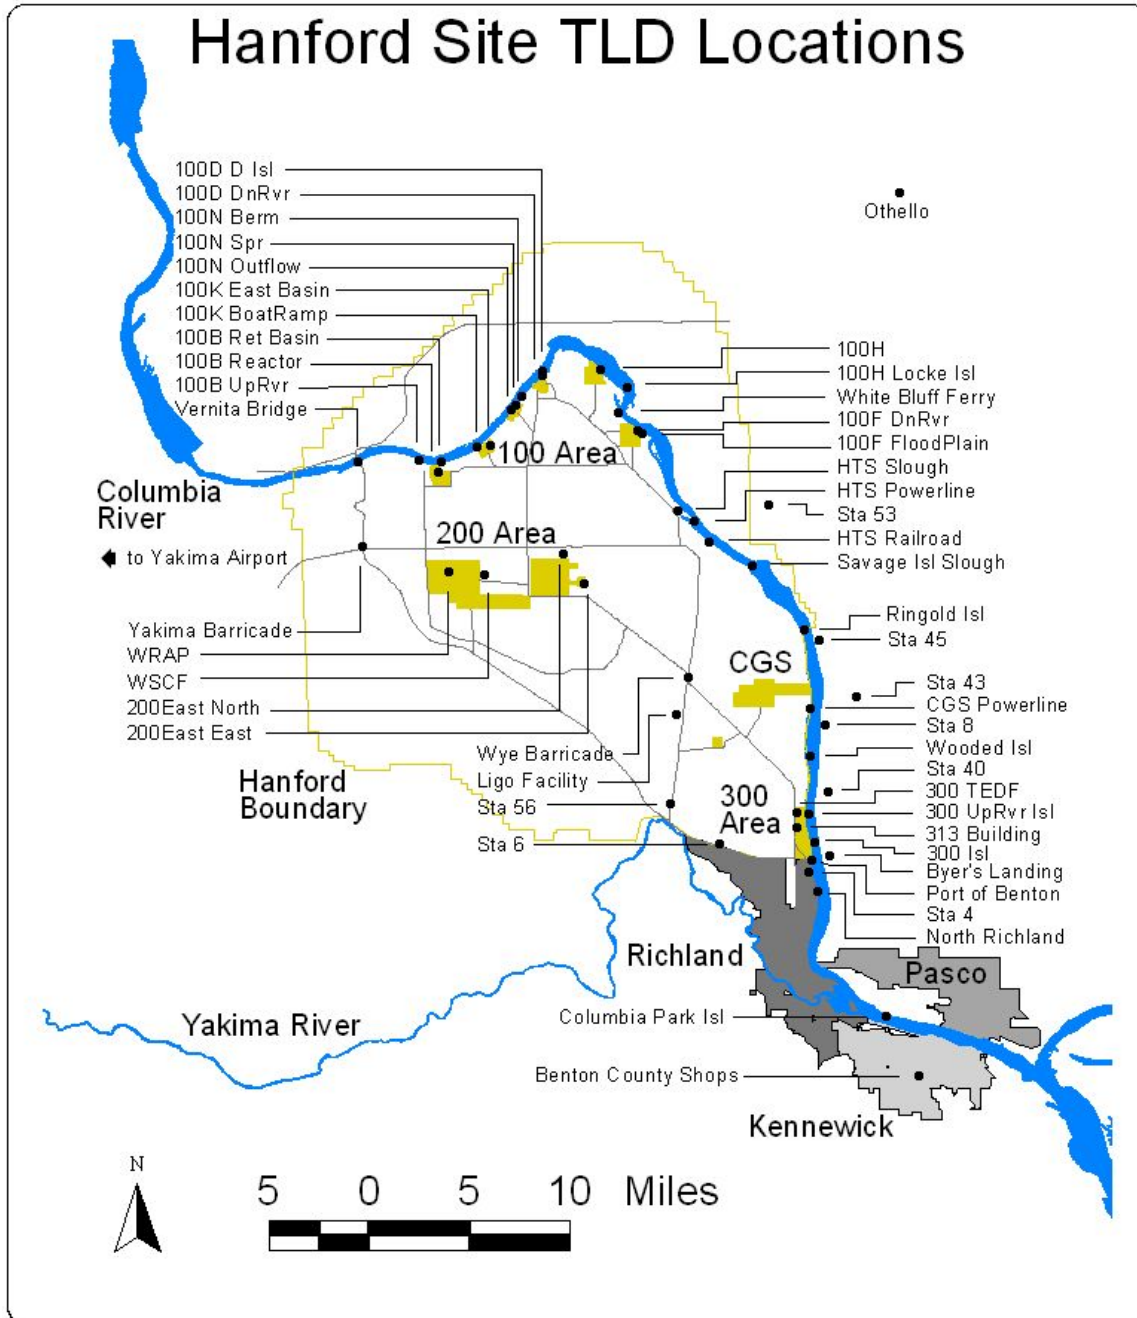 Hanford Site TLD Locations
100D D Isl
100D DnRvr
100N Berm
100N Spr
100N Outflow
100K East Basin
100K BoatRamp
100B Ret Basin
100B Reactor
100B UpRvr
Vernita Bridge
Othello
100H
100H Locke Isl
White Bluff Ferry
100F DnRvr
100F FloodPlain
HTS Slough
HTS Powerline
Sta 53
HTS Railroad
Savage Isl Slough
100 Area
Columbia
River
200 Area
to Yakima Airport
Yakima Barricade
WRAP
WSCF
200East North
200East East
Ringold Isl
Sta 45
CGS
Sta 43
CGS Powerline
Sta 8
Wooded Isl
Sta 40
300 TEDF
300 UpRvr Isl
313 Building
300 Isl
Byer's Landing
Port of Benton
Sta 4
North Richland
Wye Barricade
Ligo Facility
Sta 56
Sta 6
Hanford
Boundary
300
Area
Richland
Pasco
Yakima River
Columbia Park Isl
Benton County Shops
Kennewick
N
5 0 5 10 Miles